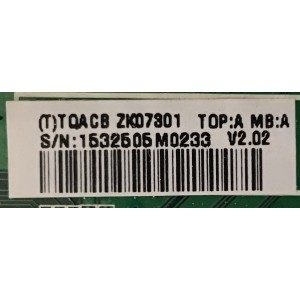 (T)TQACB ZK07301 TOP:A MB:A
S/N:1532505M0233 V2.02